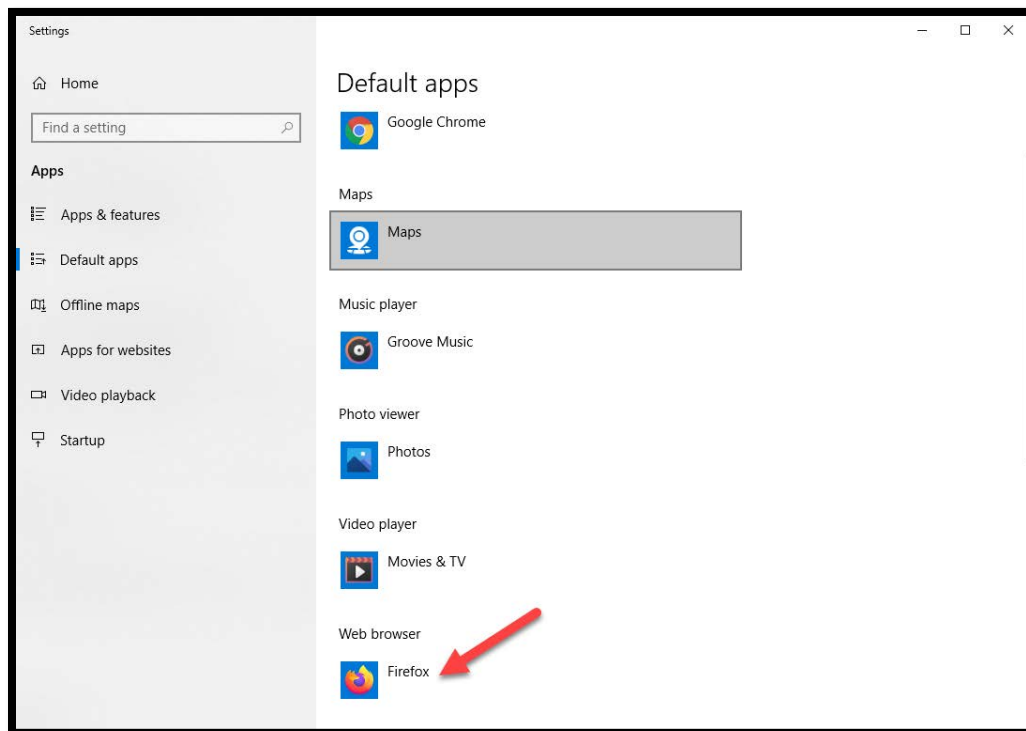 Settings
Home
Find a setting
Apps
Apps & features
Default apps
Offline maps
Apps for websites
Video playback
Startup
Default apps
Google Chrome
Maps
Maps
Music player
Groove Music
Photo viewer
Photos
Video player
Movies & TV
Web browser
Firefox